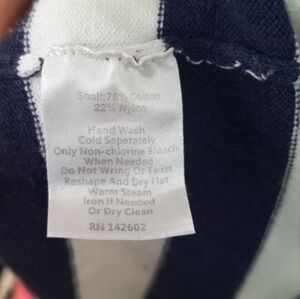 Shell:78% Cotton
22% Nylon
Hand Wash
Cold Seperately
Only Non-chlorine Bleach
When Needed
Do Not Wring Or Twist
Reshape And Dry Flat
Warm Steam
Iron If Needed
Or Dry Clean
RN 142602